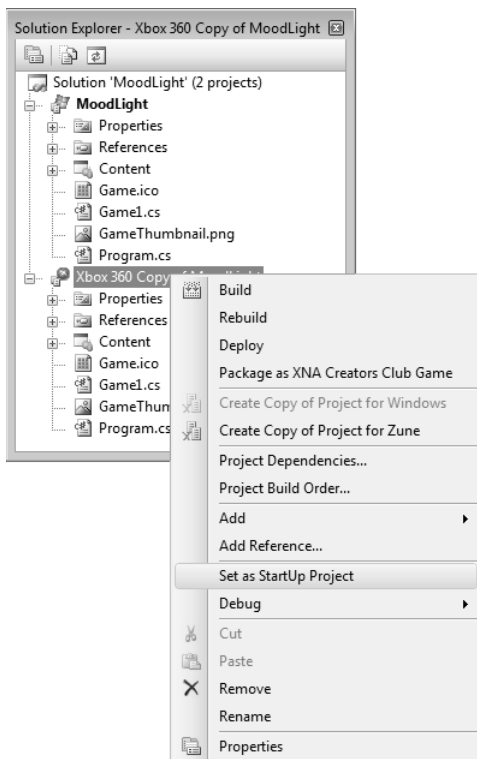 Solution Explorer - Xbox 360 Copy of MoodLight
Solution 'MoodLight' (2 projects)
MoodLight
Properties
References
Content
Game.ico
Game1.cs
GameThumbnail.png
Program.cs
Xbox 360 Copy
Properties
References
Content
Game.ico
Game1.cs
GameThum
Program.cs
Build
Rebuild
Deploy
Package as XNA Creators Club Game
Create Copy of Project for Windows
Create Copy of Project for Zune
Project Dependencies...
Project Build Order...
Add
Add Reference...
Set as StartUp Project
Debug
Cut
Paste
Remove
Rename
Properties